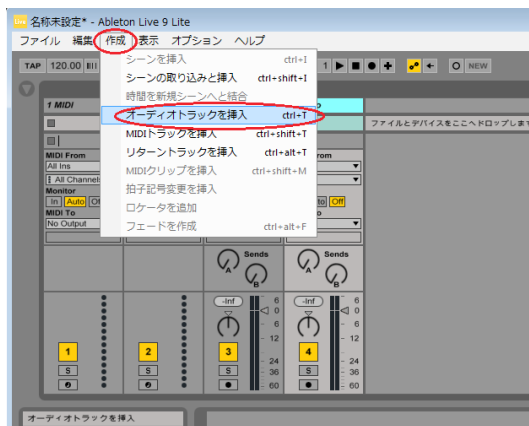 Live 名称未設定* - Ableton Live 9 Lite
ファイル 編集 作成 表示 オプション ヘルプ
TAP 120.00 1 NEW
シーンを挿入 ctrl+I
シーンの取り込みと挿入 ctrl+shift+I
時間を新規シーンへと結合
オーディオトラックを挿入 ctrl+T
MIDIトラックを挿入 ctrl+shift+T
リターントラックを挿入 ctrl+alt+T
MIDIクリップを挿入 ctrl+shift+M
拍子記号変更を挿入
ロケータを追加
フェードを作成 ctrl+alt+F
1 MIDI
ファイルとデバイスをここへドロップしま
MIDI From
All Ins
All Channel
Monitor
In Auto Off
MIDI To
No Output
Sends Sends
A B A B
-Inf 6 -Inf 6
0 0
6 6
12 12
1 2 3 4
24 24
S S S S 36 36
60 60
オーディオトラックを挿入